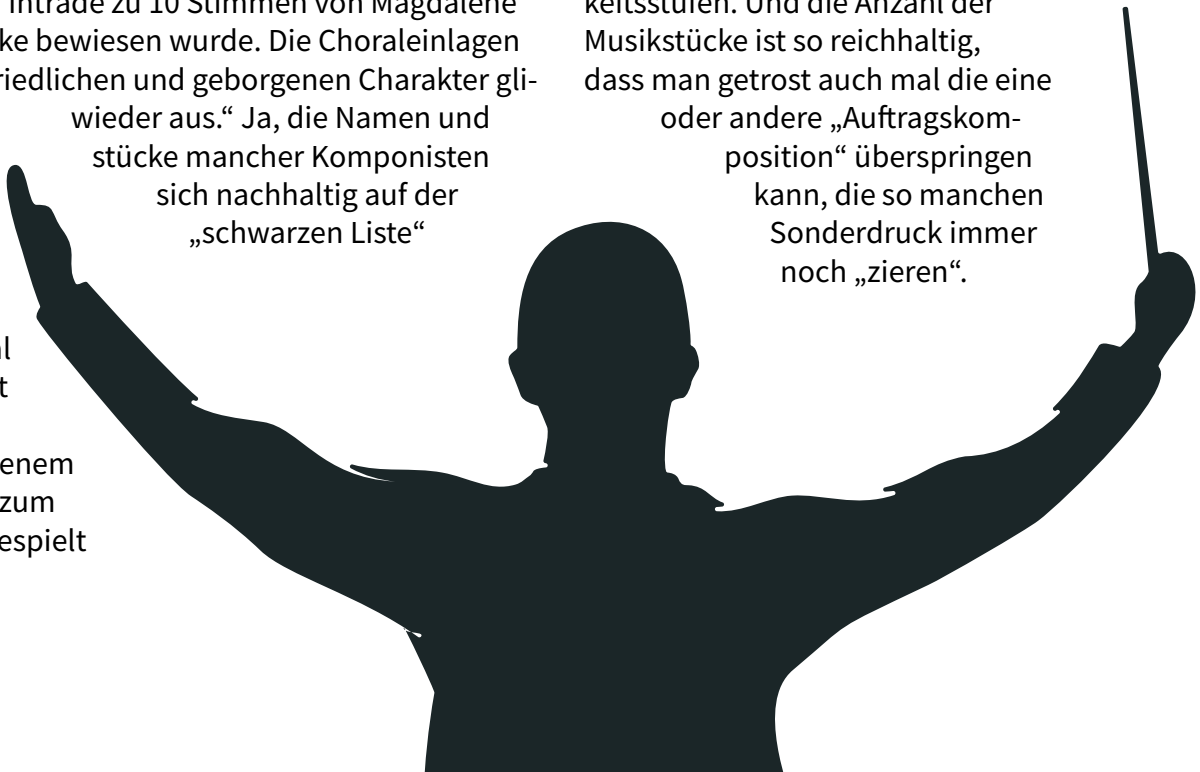 Intrade zu 10 Stimmen von Magdalene
ke bewiesen wurde. Die Choraleinlagen
riedlichen und geborgenen Charakter gli-
wieder aus.“ Ja, die Namen und
stücke mancher Komponisten
sich nachhaltig auf der
„schwarzen Liste“
l
t
enem
zum
espielt
keitsstufen. Und die Anzahl der
Musikstücke ist so reichhaltig,
dass man getrost auch mal die eine
oder andere „Auftragskom-
position“ überspringen
kann, die so manchen
Sonderdruck immer
noch „zieren“.